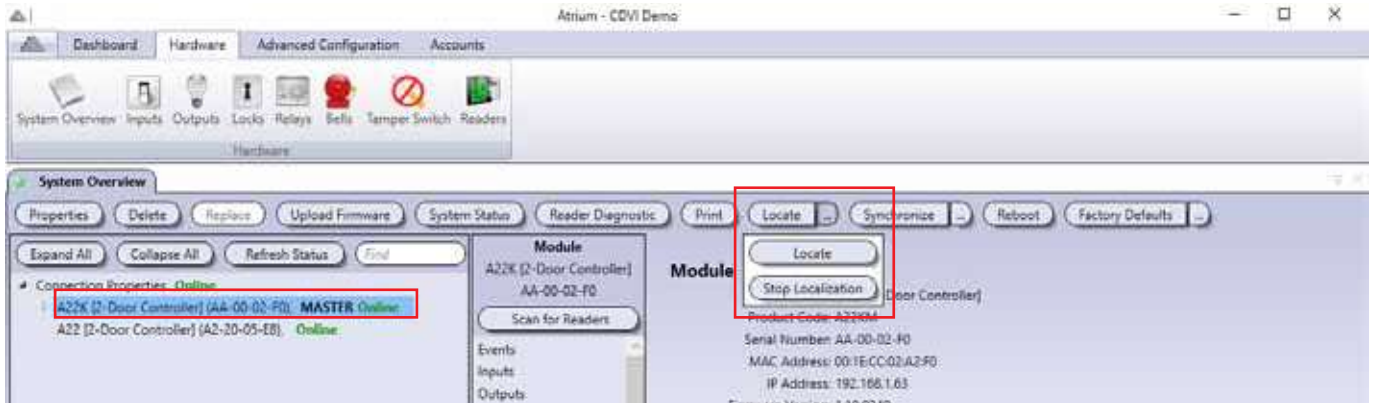 Atrium - CDVI Demo
Dashboard Hardware Advanced Configuration Accounts
System Overview Inputs Outputs Locks Relays Bells Tamper Switch Readers
Hardware
System Overview
Properties Delete Replace Upload Firmware System Status Reader Diagnostic Print Locate ... Synchronize ... Reboot Factory Defaults ...
Expand All Collapse All Refresh Status Find
Module
Locate
A22K [2-Door Controller]
Module
AA-00-02-F0
Stop Localization
Door Controller]
Connection Properties Online
A22K [2-Door Controller] (AA-00-02-F0), MASTER Online
Scan for Readers
Product Code: A22KM
A22 [2-Door Controller] (A2-20-05-E8), Online
Serial Number: AA-00-02-F0
Events
MAC Address: 00:1E:CC:02:A2:F0
Inputs
IP Address: 192.168.1.63
Outputs